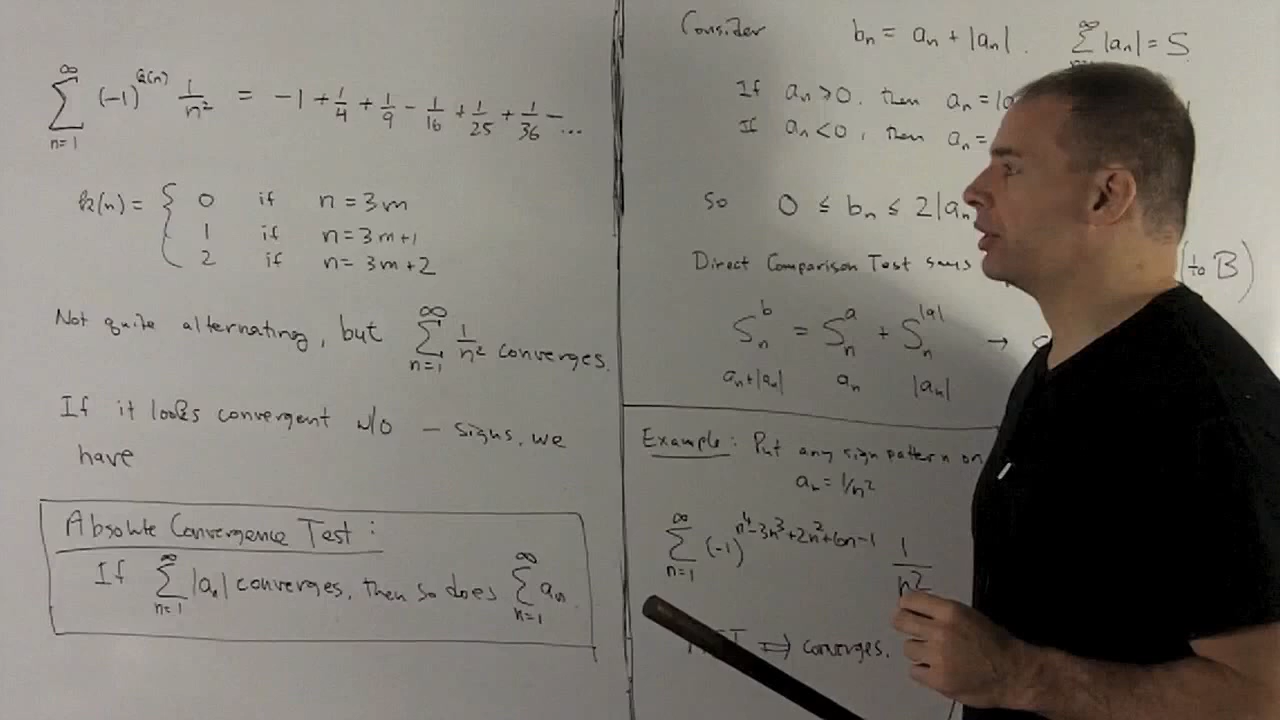 ∑_{n=1}^{∞} (-1)^{k(n)} 1/n² = -1 + 1/4 + 1/9 - 1/16 + 1/25 + 1/36 - ...
k(n) = { 0 if n = 3m
1 if n = 3m+1
2 if n = 3m+2
Not quite alternating, but ∑_{n=1}^{∞} 1/n² converges.
If it looks convergent w/o - signs, we
have
Absolute Convergence Test:
If ∑_{n=1}^{∞} |aₙ| converges, then so does ∑_{n=1}^{∞} aₙ.
Consider bₙ = aₙ + |aₙ|. ∑^{∞} |aₙ| = S
If aₙ > 0, then aₙ = |a
If aₙ < 0, then aₙ =
So 0 ≤ bₙ ≤ 2|aₙ
Direct Comparison Test says (to B)
Sₙᵇ = Sₙᵃ + Sₙ^{|a|} →
aₙ+|aₙ| aₙ |aₙ|
Example: Put any sign pattern on
aₙ = 1/n²
∑_{n=1}^{∞} (-1)^{n⁴-3n³+2n²+6n-1} 1/n²
⇒ converges.